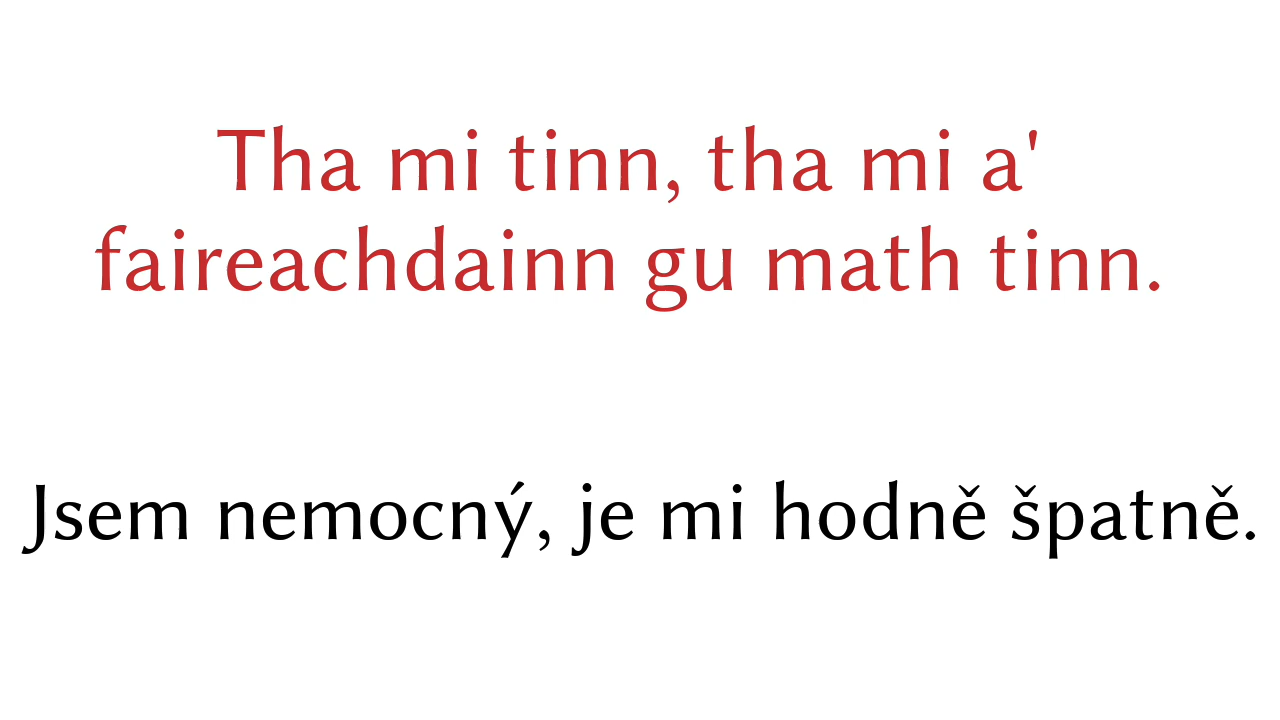 Tha mi tinn, tha mi a'
faireachdainn gu math tinn.
Jsem nemocný, je mi hodně špatně.